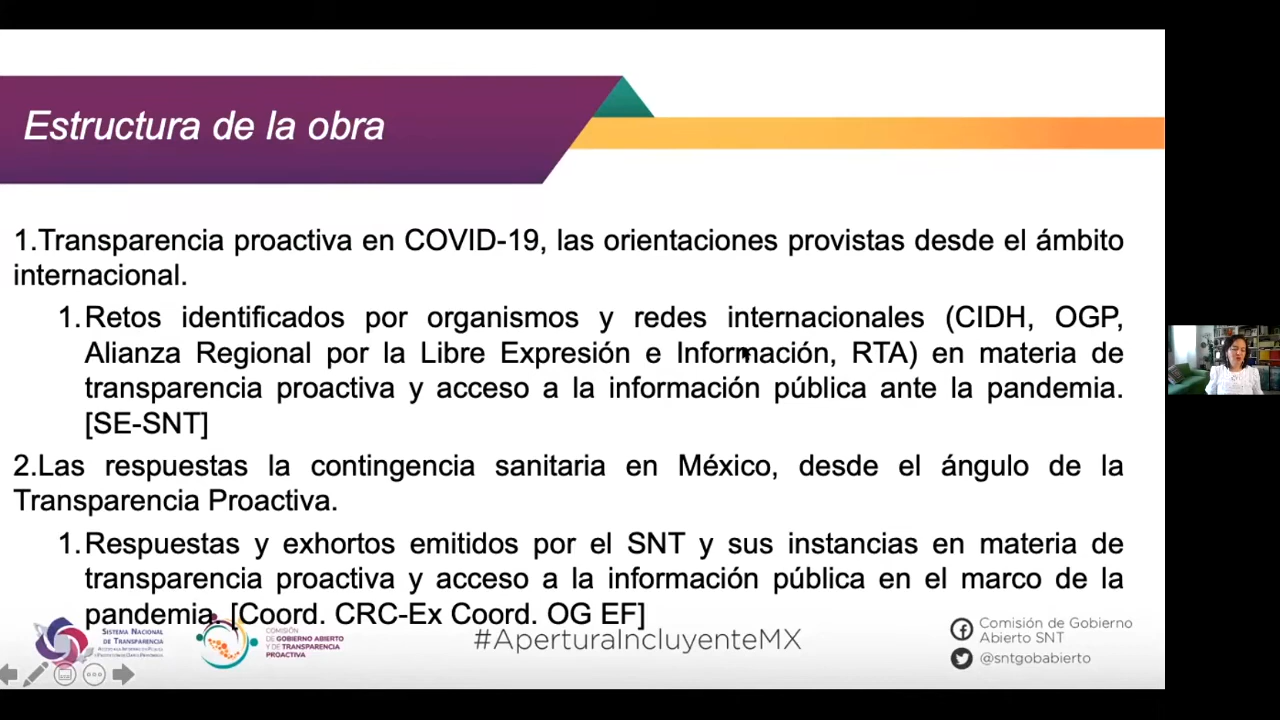 Estructura de la obra
1.Transparencia proactiva en COVID-19, las orientaciones provistas desde el ámbito
internacional.
1.Retos identificados por organismos y redes internacionales (CIDH, OGP,
Alianza Regional por la Libre Expresión e Información, RTA) en materia de
transparencia proactiva y acceso a la información pública ante la pandemia.
[SE-SNT]
2.Las respuestas la contingencia sanitaria en México, desde el ángulo de la
Transparencia Proactiva.
1.Respuestas y exhortos emitidos por el SNT y sus instancias en materia de
transparencia proactiva y acceso a la información pública en el marco de la
pandemia. [Coord. CRC-Ex Coord. OG EF]
SISTEMA NACIONAL
DE TRANSPARENCIA
COMISIÓN
DE GOBIERNO ABIERTO
Y DE TRANSPARENCIA
PROACTIVA
#AperturaIncluyenteMX
Comisión de Gobierno
Abierto SNT
@sntgobabierto